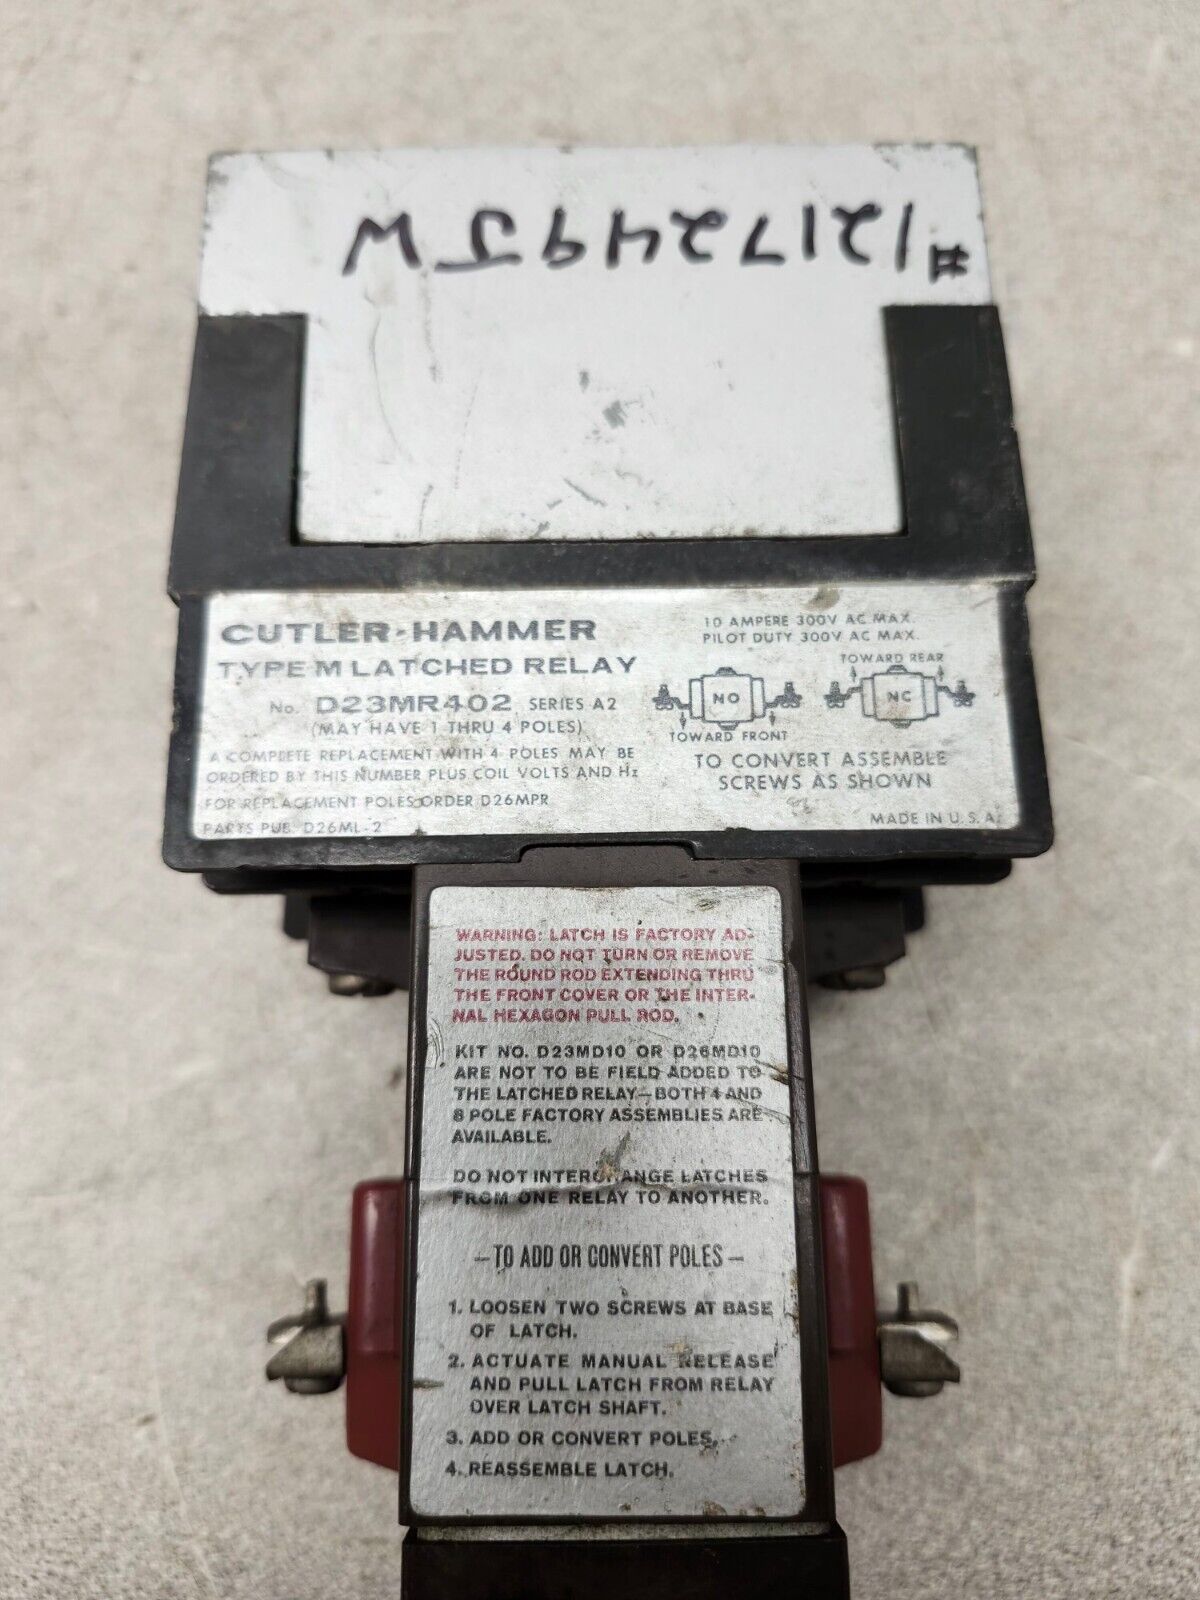 #1217249JW
CUTLER-HAMMER
TYPE M LATCHED RELAY
No. D23MR402 SERIES A2
(MAY HAVE 1 THRU 4 POLES)
A COMPLETE REPLACEMENT WITH 4 POLES MAY BE
ORDERED BY THIS NUMBER PLUS COIL VOLTS AND Hz
FOR REPLACEMENT POLES ORDER D26MPR
PARTS PUB. D26ML-2
10 AMPERE 300V AC MAX.
PILOT DUTY 300V AC MAX.
TOWARD REAR
NO NC
TOWARD FRONT
TO CONVERT ASSEMBLE
SCREWS AS SHOWN
MADE IN U.S.A.
WARNING: LATCH IS FACTORY AD-
JUSTED. DO NOT TURN OR REMOVE
THE ROUND ROD EXTENDING THRU
THE FRONT COVER OR THE INTER-
NAL HEXAGON PULL ROD.
KIT NO. D23MD10 OR D26MD10
ARE NOT TO BE FIELD ADDED TO
THE LATCHED RELAY—BOTH 4 AND
8 POLE FACTORY ASSEMBLIES ARE
AVAILABLE.
DO NOT INTERCHANGE LATCHES
FROM ONE RELAY TO ANOTHER.
— TO ADD OR CONVERT POLES —
1. LOOSEN TWO SCREWS AT BASE
OF LATCH.
2. ACTUATE MANUAL RELEASE
AND PULL LATCH FROM RELAY
OVER LATCH SHAFT.
3. ADD OR CONVERT POLES.
4. REASSEMBLE LATCH.